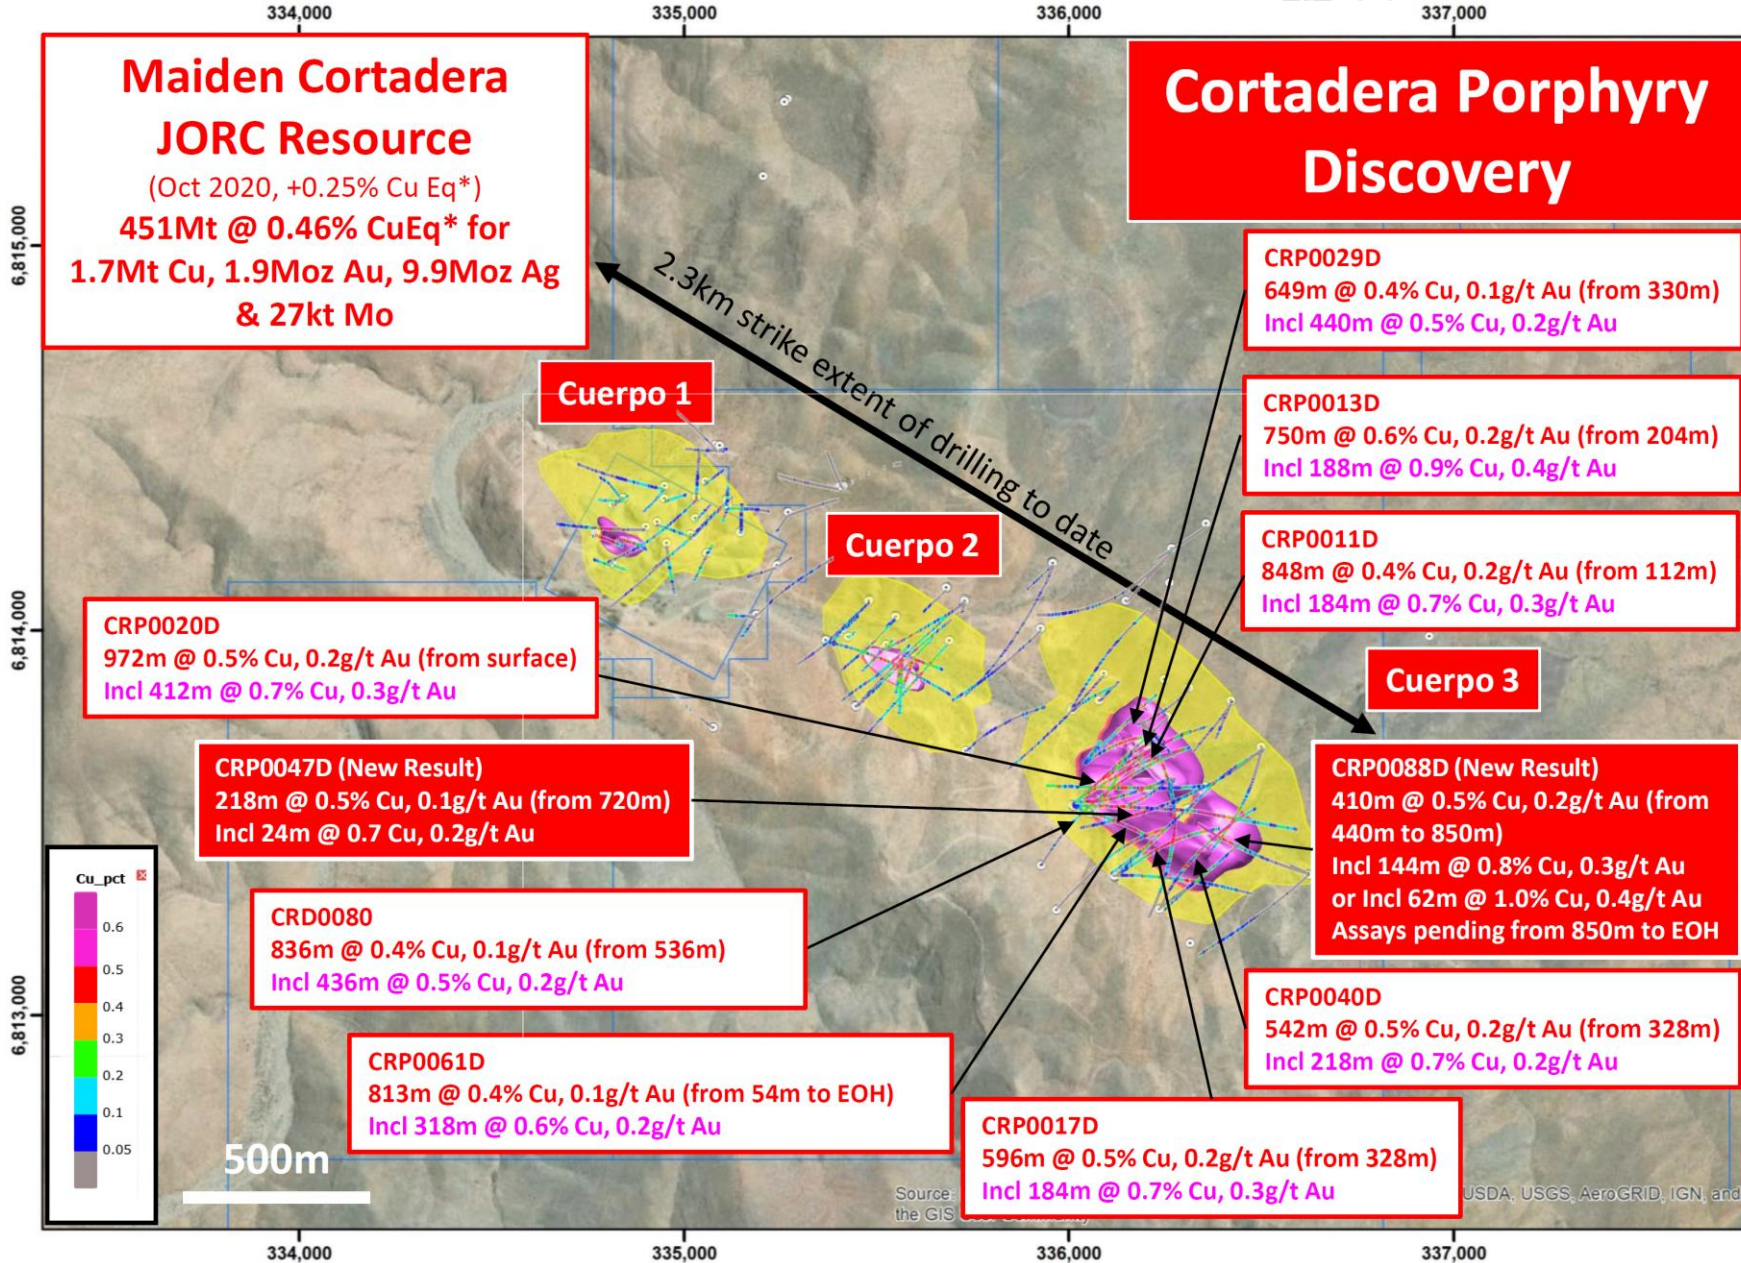 334,000
335,000
336,000
337,000
Maiden Cortadera
JORC Resource
(Oct 2020, +0.25% Cu Eq*)
451Mt @ 0.46% CuEq* for
1.7Mt Cu, 1.9Moz Au, 9.9Moz Ag
& 27kt Mo
Cortadera Porphyry
Discovery
6,815,000
6,814,000
6,813,000
2.3km strike extent of drilling to date
Cuerpo 1
Cuerpo 2
Cuerpo 3
CRP0029D
649m @ 0.4% Cu, 0.1g/t Au (from 330m)
Incl 440m @ 0.5% Cu, 0.2g/t Au
CRP0013D
750m @ 0.6% Cu, 0.2g/t Au (from 204m)
Incl 188m @ 0.9% Cu, 0.4g/t Au
CRP0011D
848m @ 0.4% Cu, 0.2g/t Au (from 112m)
Incl 184m @ 0.7% Cu, 0.3g/t Au
CRP0020D
972m @ 0.5% Cu, 0.2g/t Au (from surface)
Incl 412m @ 0.7% Cu, 0.3g/t Au
CRP0047D (New Result)
218m @ 0.5% Cu, 0.1g/t Au (from 720m)
Incl 24m @ 0.7 Cu, 0.2g/t Au
CRP0088D (New Result)
410m @ 0.5% Cu, 0.2g/t Au (from
440m to 850m)
Incl 144m @ 0.8% Cu, 0.3g/t Au
or Incl 62m @ 1.0% Cu, 0.4g/t Au
Assays pending from 850m to EOH
CRD0080
836m @ 0.4% Cu, 0.1g/t Au (from 536m)
Incl 436m @ 0.5% Cu, 0.2g/t Au
CRP0040D
542m @ 0.5% Cu, 0.2g/t Au (from 328m)
Incl 218m @ 0.7% Cu, 0.2g/t Au
CRP0061D
813m @ 0.4% Cu, 0.1g/t Au (from 54m to EOH)
Incl 318m @ 0.6% Cu, 0.2g/t Au
CRP0017D
596m @ 0.5% Cu, 0.2g/t Au (from 328m)
Incl 184m @ 0.7% Cu, 0.3g/t Au
Cu_pct
0.6
0.5
0.4
0.3
0.2
0.1
0.05
500m
Source:
USDA, USGS, AeroGRID, IGN, and
the GIS
334,000
335,000
336,000
337,000